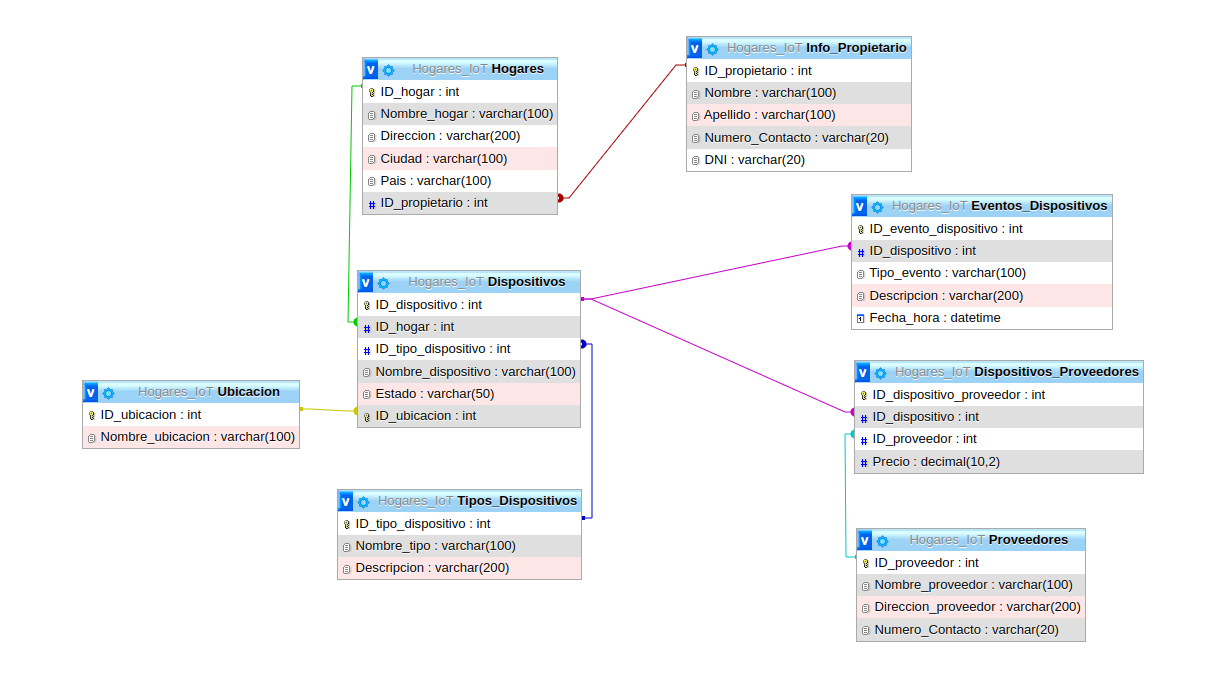 Hogares_IoT Hogares
ID_hogar : int
Nombre_hogar : varchar(100)
Direccion : varchar(200)
Ciudad : varchar(100)
Pais : varchar(100)
# ID_propietario : int
Hogares_IoT Info_Propietario
ID_propietario : int
Nombre : varchar(100)
Apellido : varchar(100)
Numero_Contacto : varchar(20)
DNI : varchar(20)
Hogares_IoT Eventos_Dispositivos
ID_evento_dispositivo : int
# ID_dispositivo : int
Tipo_evento : varchar(100)
Descripcion : varchar(200)
Fecha_hora : datetime
Hogares_IoT Dispositivos
ID_dispositivo : int
# ID_hogar : int
# ID_tipo_dispositivo : int
Nombre_dispositivo : varchar(100)
Estado : varchar(50)
ID_ubicacion : int
Hogares_IoT Ubicacion
ID_ubicacion : int
Nombre_ubicacion : varchar(100)
Hogares_IoT Dispositivos_Proveedores
ID_dispositivo_proveedor : int
# ID_dispositivo : int
# ID_proveedor : int
# Precio : decimal(10,2)
Hogares_IoT Tipos_Dispositivos
ID_tipo_dispositivo : int
Nombre_tipo : varchar(100)
Descripcion : varchar(200)
Hogares_IoT Proveedores
ID_proveedor : int
Nombre_proveedor : varchar(100)
Direccion_proveedor : varchar(200)
Numero_Contacto : varchar(20)